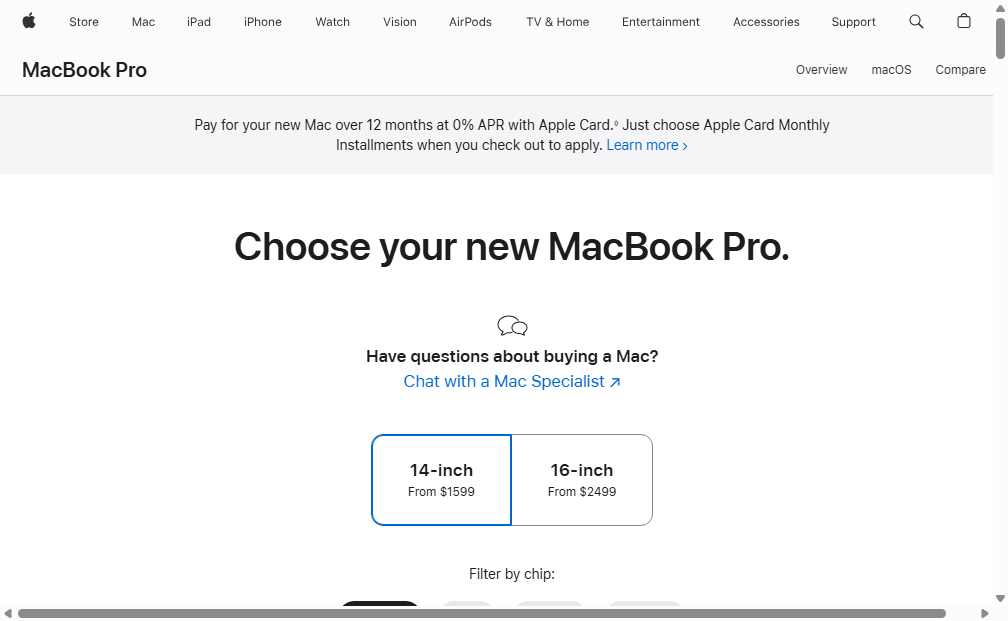 Store Mac iPad iPhone Watch Vision AirPods TV & Home Entertainment Accessories Support
MacBook Pro
Overview macOS Compare
Pay for your new Mac over 12 months at 0% APR with Apple Card.◊ Just choose Apple Card Monthly
Installments when you check out to apply. Learn more ›
Choose your new MacBook Pro.
Have questions about buying a Mac?
Chat with a Mac Specialist ↗
14-inch 16-inch
From $1599 From $2499
Filter by chip: